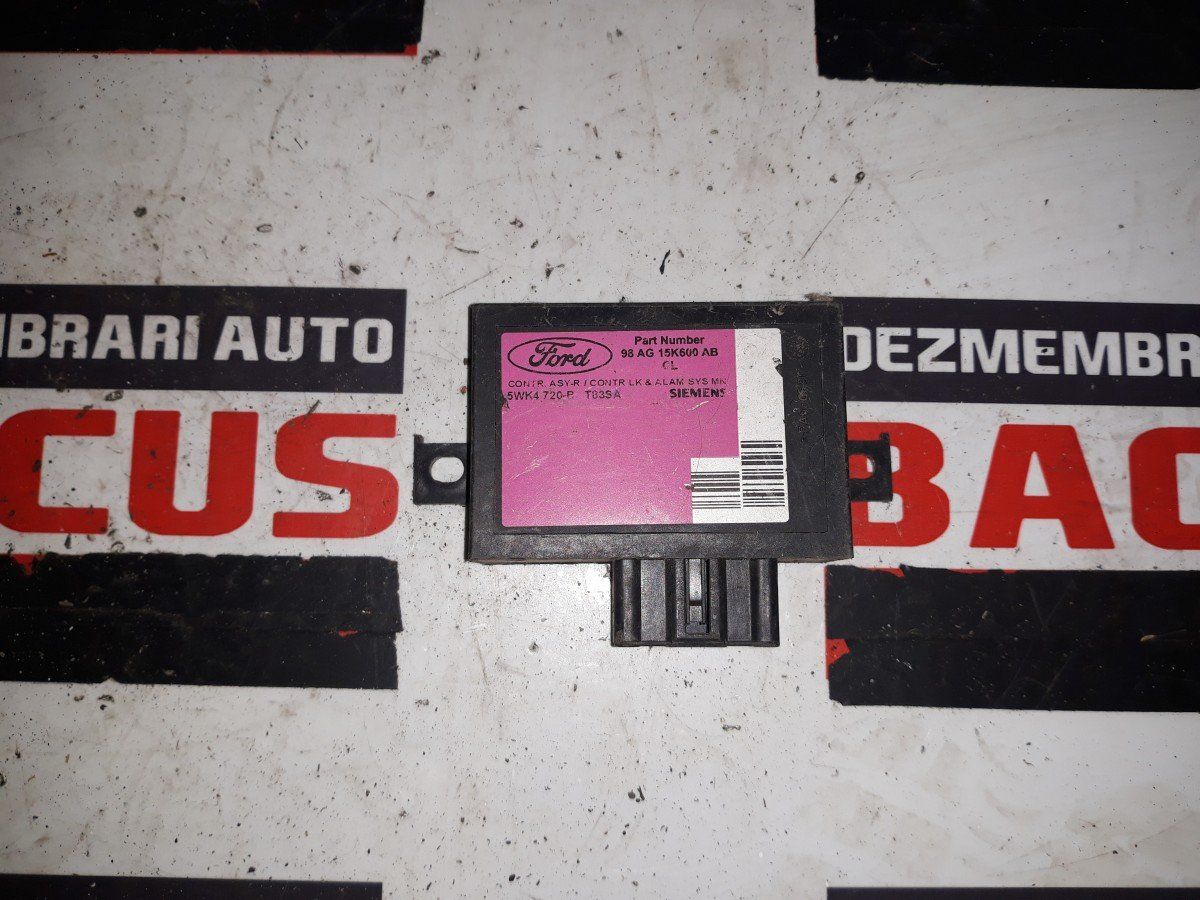 MBRARI AUTO
CUS
DEZMEMBR
BAC
Ford
Part Number
98 AG 15K600 AB
CL
CONTR. ASY-R / CONTR LK & ALAM SYS MN
5WK4 720-B T83SA SIEMENS